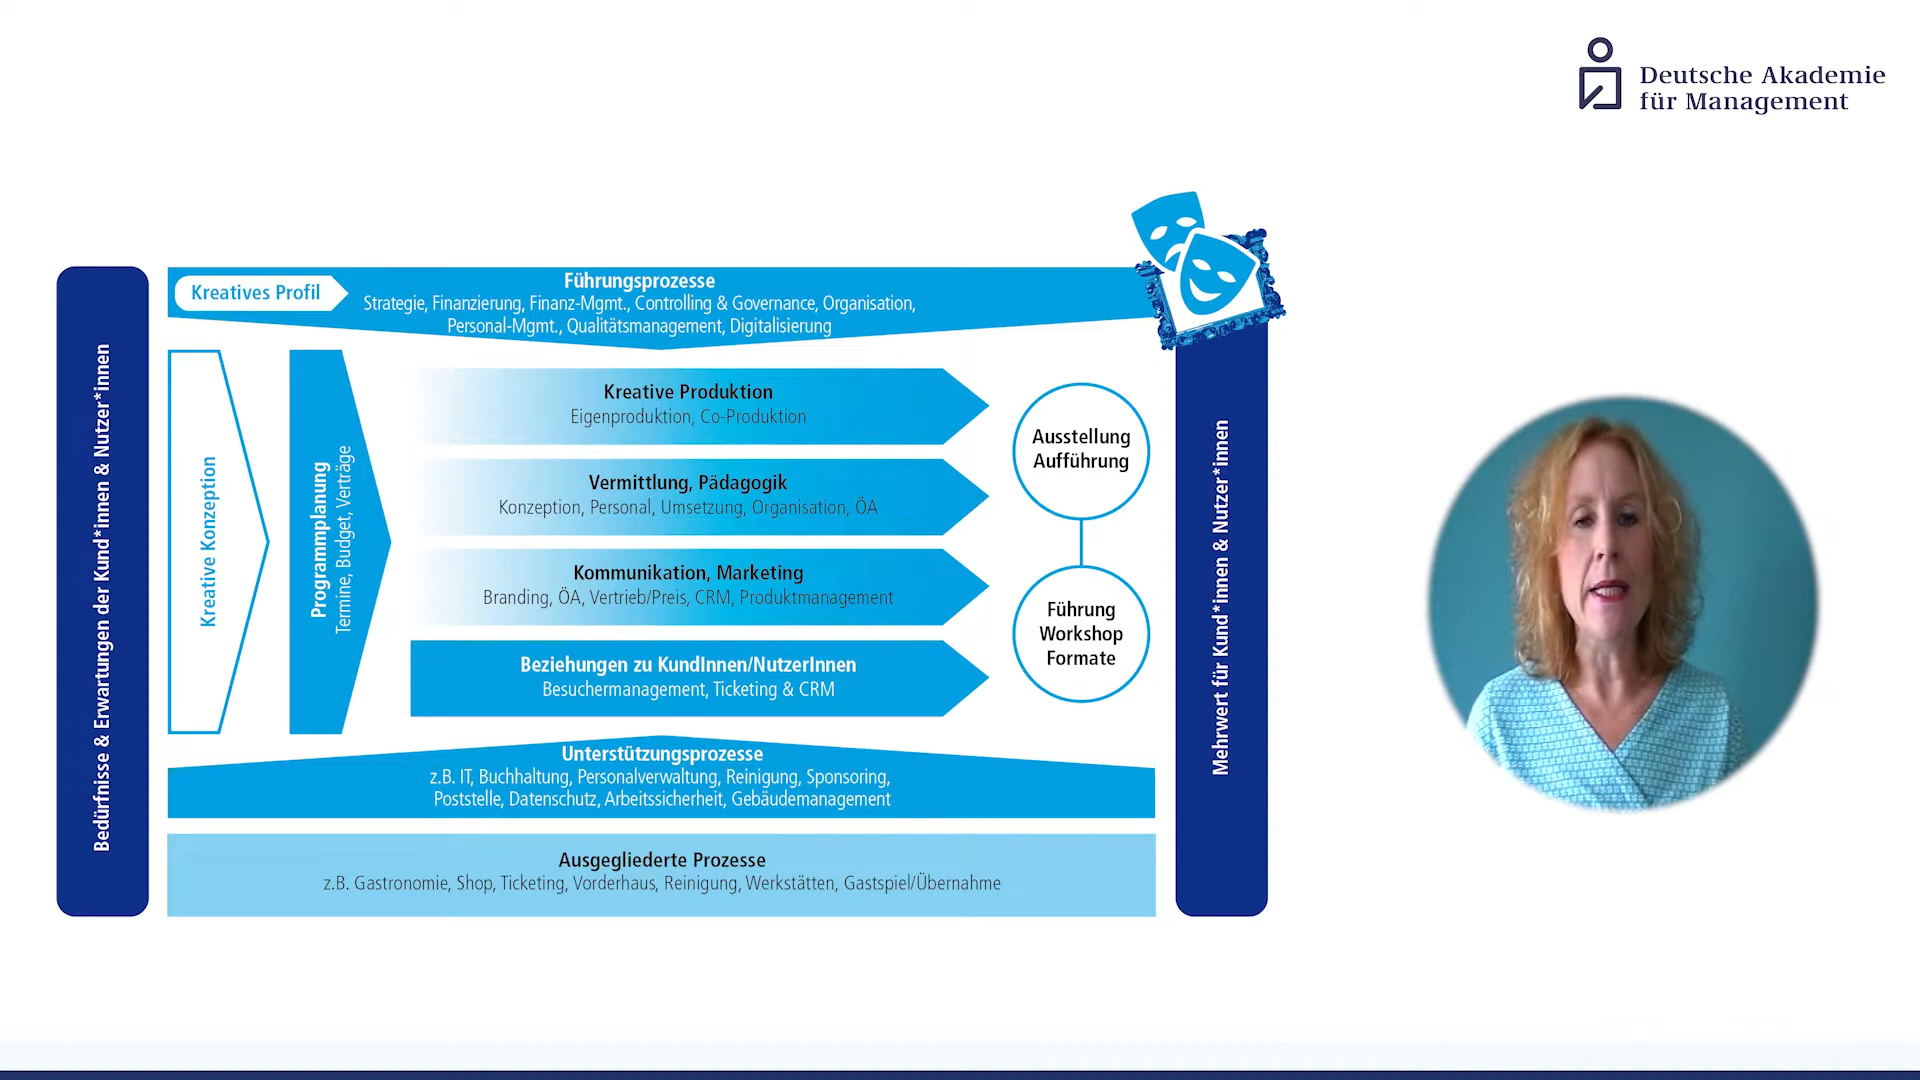 Deutsche Akademie
für Management
Bedürfnisse & Erwartungen der Kund*innen & Nutzer*innen
Kreatives Profil
Führungsprozesse
Strategie, Finanzierung, Finanz-Mgmt., Controlling & Governance, Organisation,
Personal-Mgmt., Qualitätsmanagement, Digitalisierung
Kreative Konzeption
Programmplanung
Termine, Budget, Verträge
Kreative Produktion
Eigenproduktion, Co-Produktion
Vermittlung, Pädagogik
Konzeption, Personal, Umsetzung, Organisation, ÖA
Kommunikation, Marketing
Branding, ÖA, Vertrieb/Preis, CRM, Produktmanagement
Beziehungen zu KundInnen/NutzerInnen
Besuchermanagement, Ticketing & CRM
Ausstellung
Aufführung
Führung
Workshop
Formate
Mehrwert für Kund*innen & Nutzer*innen
Unterstützungsprozesse
z.B. IT, Buchhaltung, Personalverwaltung, Reinigung, Sponsoring,
Poststelle, Datenschutz, Arbeitssicherheit, Gebäudemanagement
Ausgegliederte Prozesse
z.B. Gastronomie, Shop, Ticketing, Vorderhaus, Reinigung, Werkstätten, Gastspiel/Übernahme